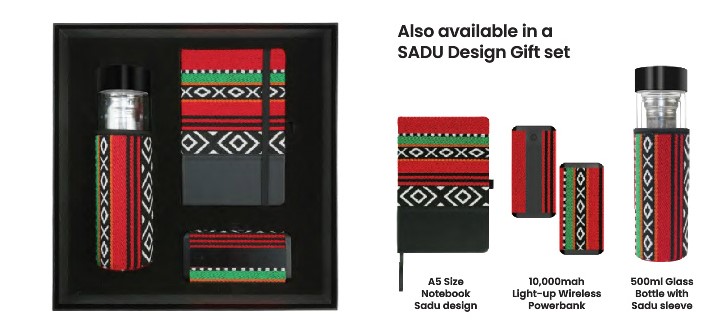 Also available in a
SADU Design Gift set
A5 Size
Notebook
Sadu design
10,000mah
Light-up Wireless
Powerbank
500ml Glass
Bottle with
Sadu sleeve